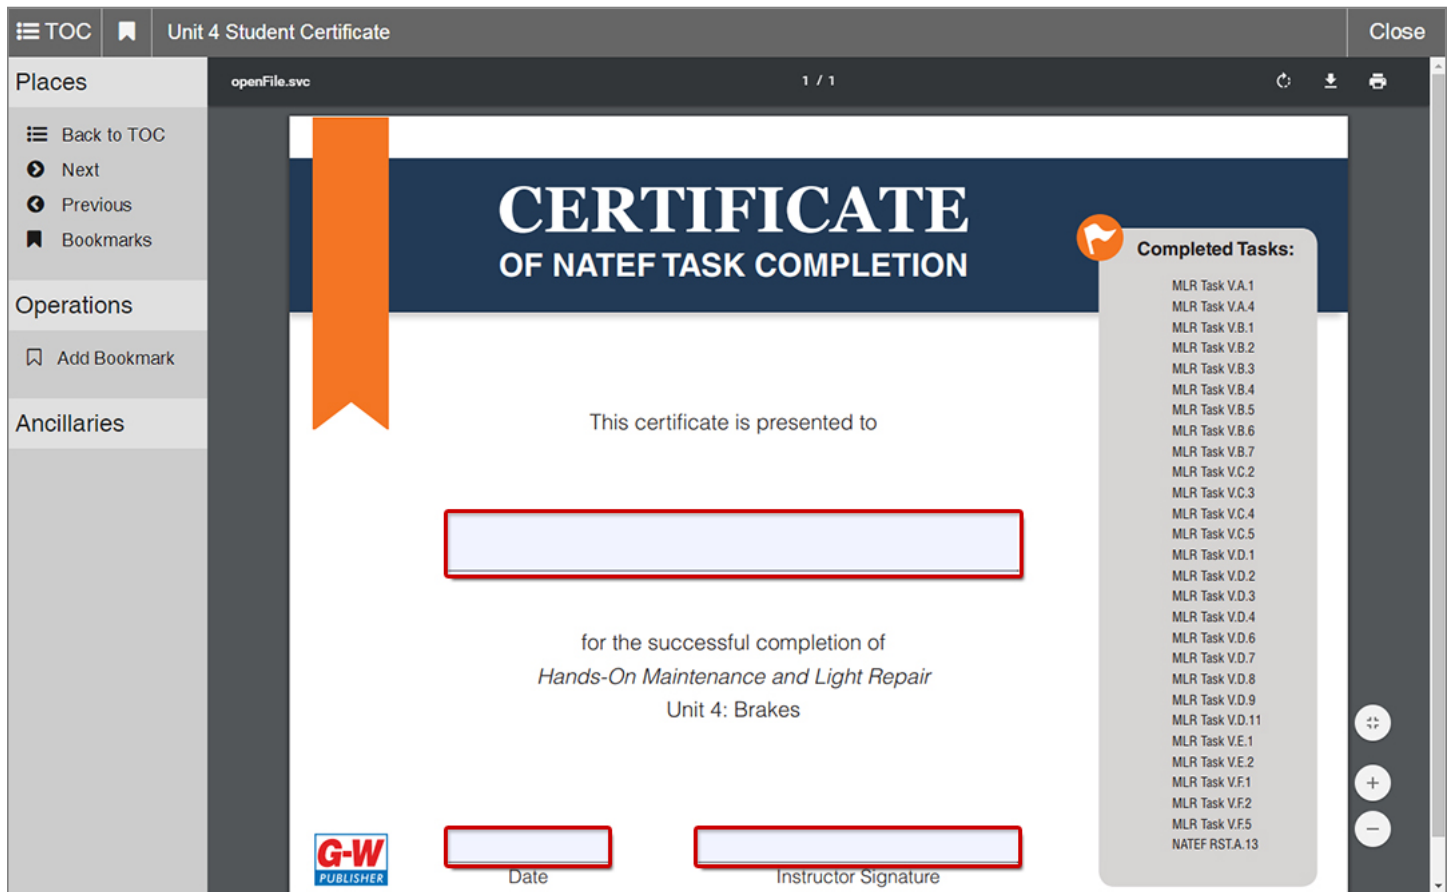 TOC
Unit 4 Student Certificate
Close
Places
Back to TOC
Next
Previous
Bookmarks
Operations
Add Bookmark
Ancillaries
openFile.svc
1 / 1
CERTIFICATE
OF NATEF TASK COMPLETION
This certificate is presented to
for the successful completion of
Hands-On Maintenance and Light Repair
Unit 4: Brakes
G-W
PUBLISHER
Date
Instructor Signature
Completed Tasks:
MLR Task V.A.1
MLR Task V.A.4
MLR Task V.B.1
MLR Task V.B.2
MLR Task V.B.3
MLR Task V.B.4
MLR Task V.B.5
MLR Task V.B.6
MLR Task V.B.7
MLR Task V.C.2
MLR Task V.C.3
MLR Task V.C.4
MLR Task V.C.5
MLR Task V.D.1
MLR Task V.D.2
MLR Task V.D.3
MLR Task V.D.4
MLR Task V.D.6
MLR Task V.D.7
MLR Task V.D.8
MLR Task V.D.9
MLR Task V.D.11
MLR Task V.E.1
MLR Task V.E.2
MLR Task V.F.1
MLR Task V.F.2
MLR Task V.F.5
NATEF RST.A.13